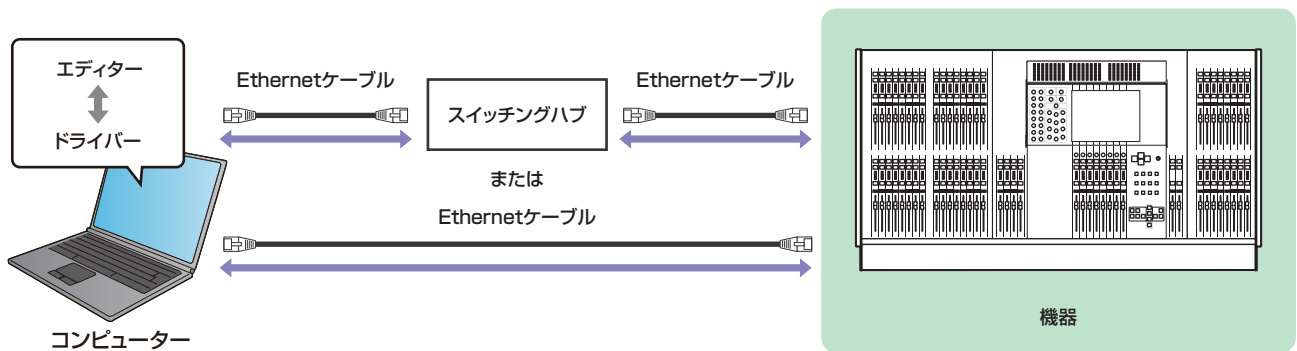 エディター
ドライバー
Ethernetケーブル
スイッチングハブ
Ethernetケーブル
または
Ethernetケーブル
コンピューター
機器